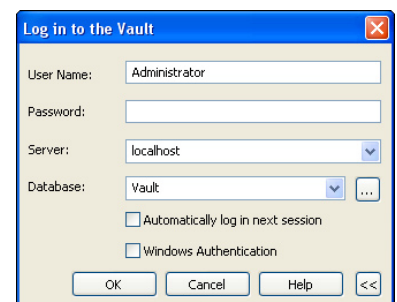 Log in to the Vault
User Name: Administrator
Password:
Server: localhost
Database: Vault ...
Automatically log in next session
Windows Authentication
OK Cancel Help <<